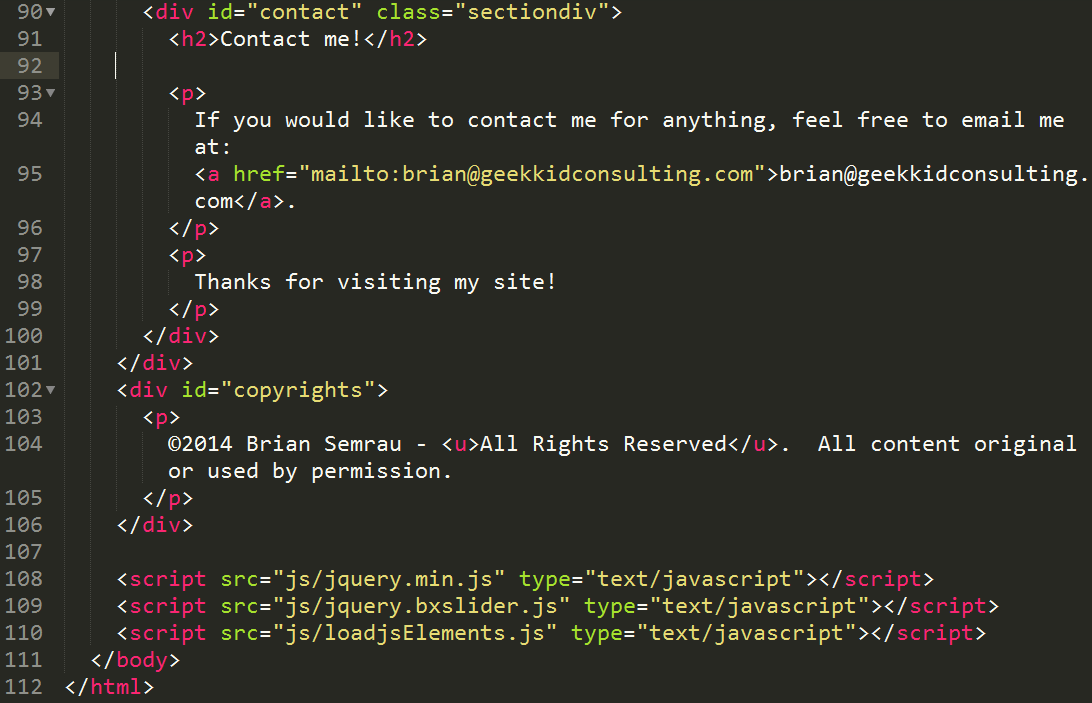 90▼ <div id="contact" class="sectiondiv">
91 <h2>Contact me!</h2>
92
93▼ <p>
94 If you would like to contact me for anything, feel free to email me
at:
95 <a href="mailto:brian@geekkidconsulting.com">brian@geekkidconsulting.
com</a>.
96 </p>
97 <p>
98 Thanks for visiting my site!
99 </p>
100 </div>
101 </div>
102▼ <div id="copyrights">
103 <p>
104 ©2014 Brian Semrau - <u>All Rights Reserved</u>.  All content original
or used by permission.
105 </p>
106 </div>
107
108 <script src="js/jquery.min.js" type="text/javascript"></script>
109 <script src="js/jquery.bxslider.js" type="text/javascript"></script>
110 <script src="js/loadjsElements.js" type="text/javascript"></script>
111 </body>
112 </html>